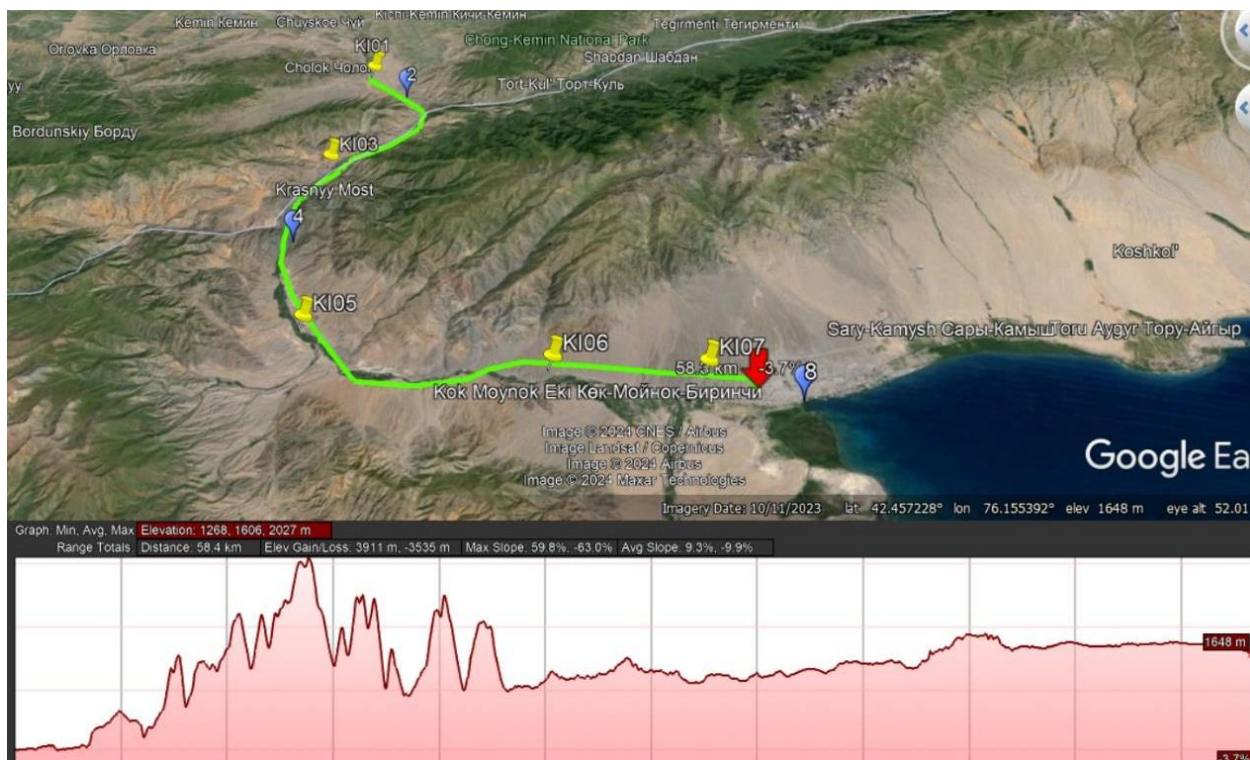 Kemin Кемин
Chuyskoe Чуй
Kichi-Kemin Кичи-Кемин
Tegirmenti Тегирменти
Orlovka Орловка
KI01
Chong-Kemin National Park
Shabdan Шабдан
Cholok Чолок
2
Tort-Kul' Торт-Куль
yy
Bordunskiy Борду
KI03
Krasnyy Most
4
Koshkol'
KI05
Sary-Kamysh Сары-Камыш
Toru Aygyr Тору-Айгыр
KI06
KI07
58.3 km
-3.7%
8
Kok Moynok Eki Көк-Мойнок-Биринчи
Image © 2024 CNES / Airbus
Image Landsat / Copernicus
Image © 2024 Airbus
Image © 2024 Maxar Technologies
Google Ea
Imagery Date: 10/11/2023 lat 42.457228° lon 76.155392° elev 1648 m eye alt 52.01
Graph: Min, Avg, Max Elevation: 1268, 1606, 2027 m
Range Totals Distance: 58.4 km Elev Gain/Loss: 3911 m, -3535 m Max Slope: 59.8%, -63.0% Avg Slope: 9.3%, -9.9%
1648 m
-3.7%